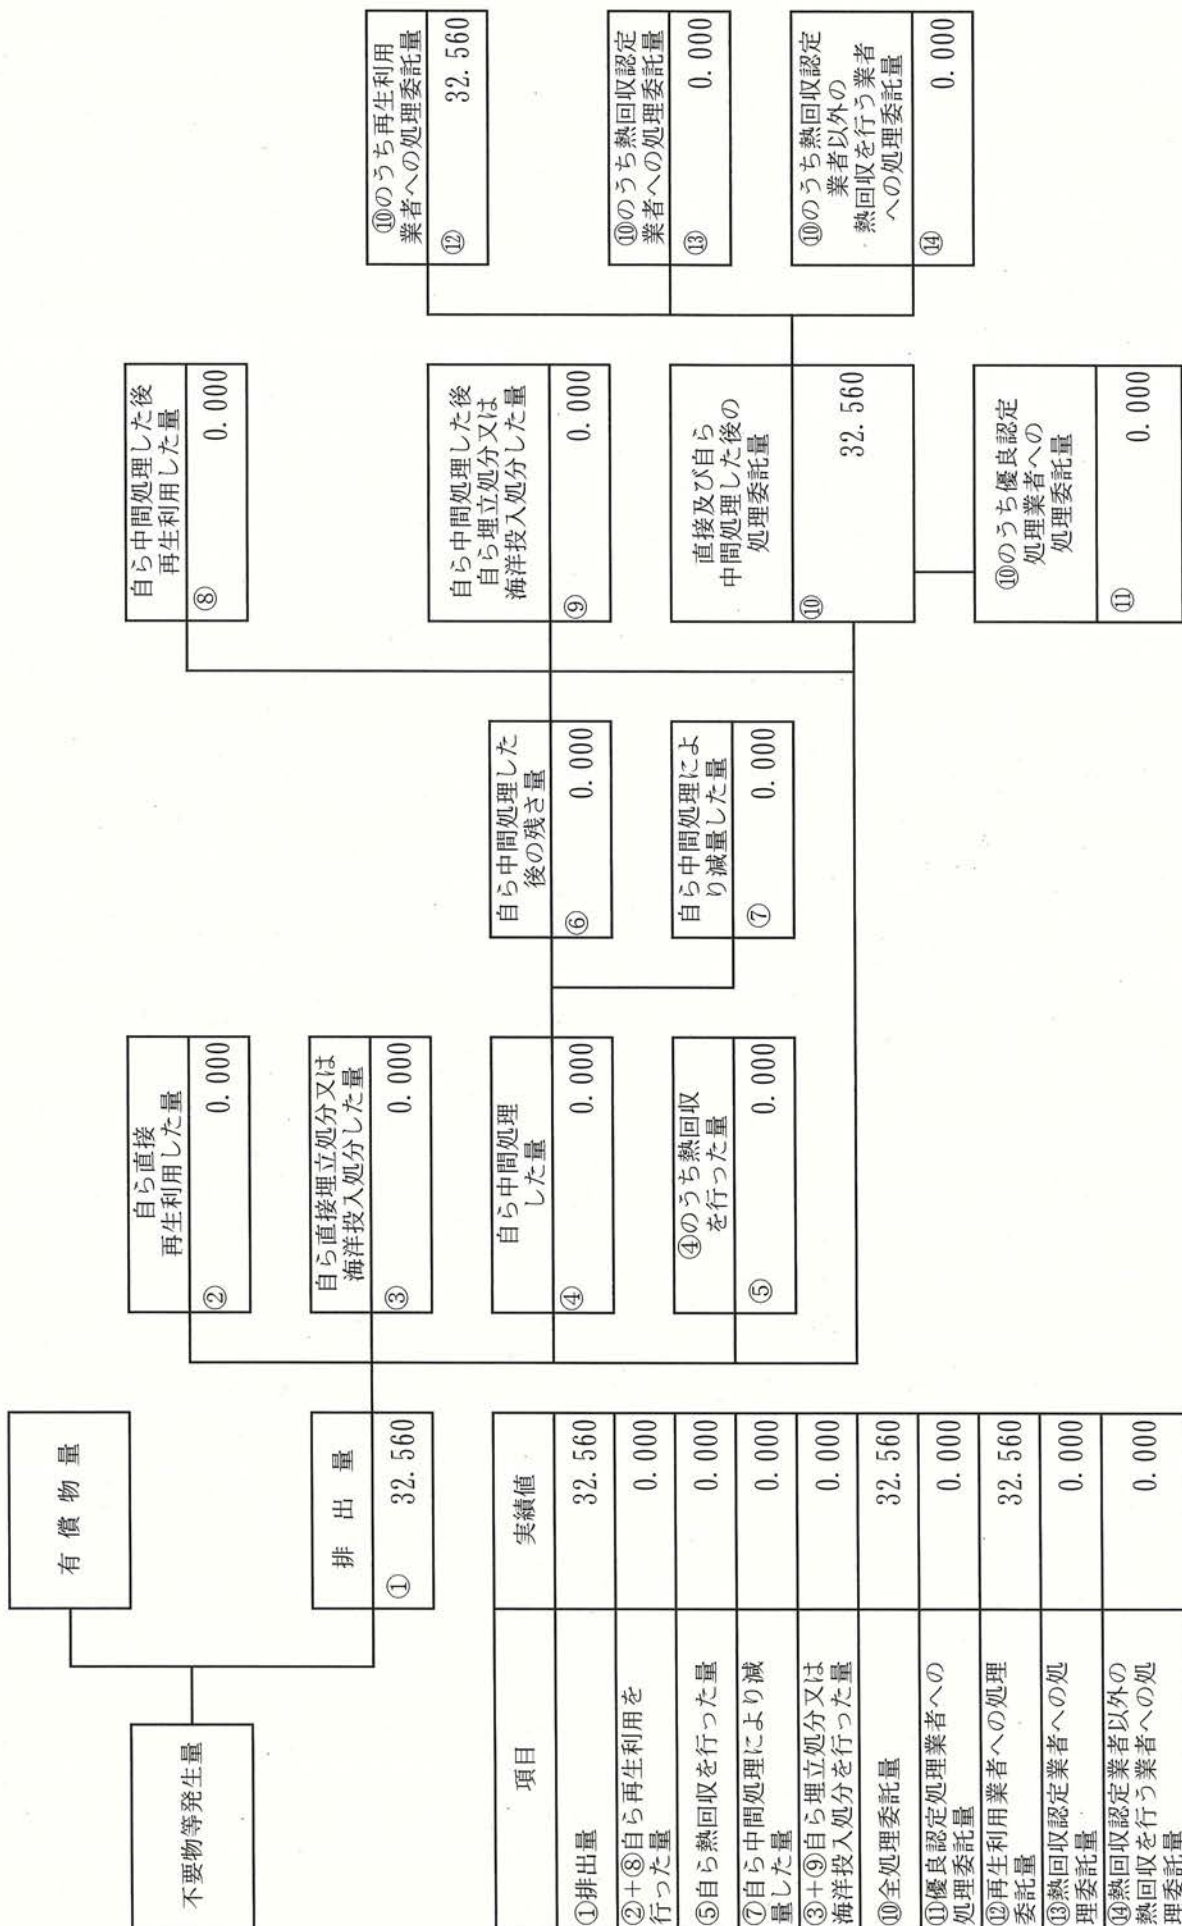 不要物等発生量
有償物量
排出量
① 32.560
自ら直接
再生利用した量
② 0.000
自ら直接埋立処分又は
海洋投入処分した量
③ 0.000
自ら中間処理
した量
④ 0.000
④のうち熱回収
を行った量
⑤ 0.000
自ら中間処理した
後の残さ量
⑥ 0.000
自ら中間処理によ
り減量した量
⑦ 0.000
自ら中間処理した後
再生利用した量
⑧ 0.000
自ら中間処理した後
自ら埋立処分又は
海洋投入処分した量
⑨ 0.000
直接及び自ら
中間処理した後の
処理委託量
⑩ 32.560
⑩のうち優良認定
処理業者への
処理委託量
⑪ 0.000
⑩のうち再生利用
業者への処理委託量
⑫ 32.560
⑩のうち熱回収認定
業者への処理委託量
⑬ 0.000
⑩のうち熱回収認定
業者以外の
熱回収を行う業者
への処理委託量
⑭ 0.000
項目 実績値
①排出量 32.560
②+⑧自ら再生利用を
行った量 0.000
⑤自ら熱回収を行った量 0.000
⑦自ら中間処理により減
量した量 0.000
③+⑨自ら埋立処分又は
海洋投入処分を行った量 0.000
⑩全処理委託量 32.560
⑪優良認定処理業者への
処理委託量 0.000
⑫再生利用業者への処理
委託量 32.560
⑬熱回収認定業者への処
理委託量 0.000
⑭熱回収認定業者以外の
熱回収を行う業者への処
理委託量 0.000